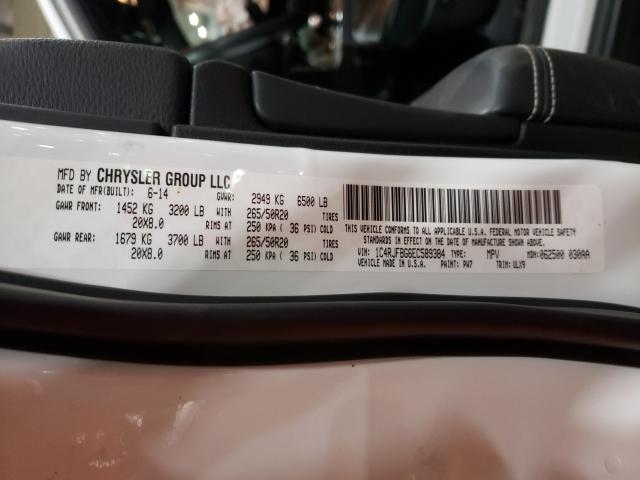 MFD BY CHRYSLER GROUP LLC
DATE OF MFR(BUILT): 6-14 GVWR: 2949 KG 6500 LB
GAWR FRONT: 1452 KG 3200 LB WITH 265/50R20 TIRES
20X8.0 RIMS AT 250 KPA ( 36 PSI) COLD
GAWR REAR: 1679 KG 3700 LB WITH 265/50R20 TIRES
20X8.0 RIMS AT 250 KPA ( 36 PSI) COLD
THIS VEHICLE CONFORMS TO ALL APPLICABLE U.S.A. FEDERAL MOTOR VEHICLE SAFETY
STANDARDS IN EFFECT ON THE DATE OF MANUFACTURE SHOWN ABOVE.
VIN: 1C4RJFBG6EC589384 TYPE: MPV MDH: 062500 030AA
VEHICLE MADE IN U.S.A. PAINT: PW7 TRIM: ULX9